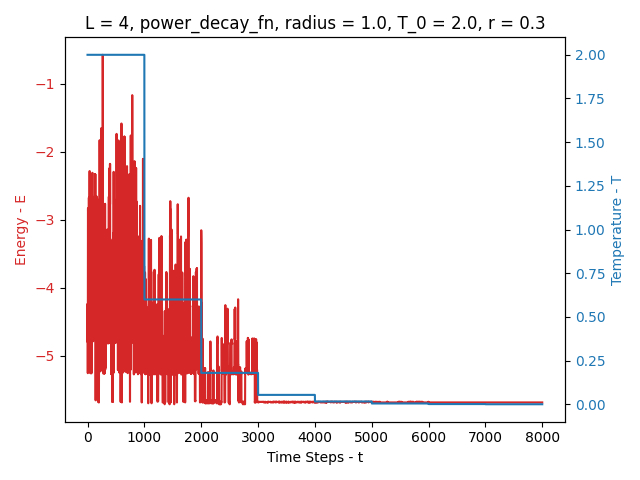 L = 4, power_decay_fn, radius = 1.0, T_0 = 2.0, r = 0.3
−1
−2
−3
−4
−5
Energy - E
2.00
1.75
1.50
1.25
1.00
0.75
0.50
0.25
0.00
Temperature - T
0 1000 2000 3000 4000 5000 6000 7000 8000
Time Steps - t